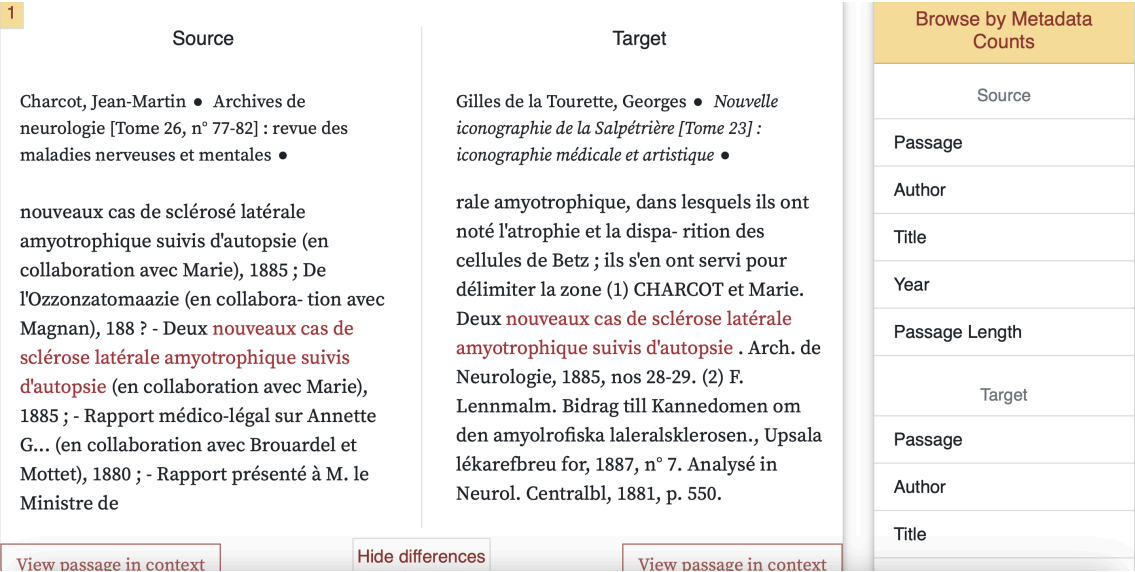 1
Source
Charcot, Jean-Martin ● Archives de
neurologie [Tome 26, n° 77-82] : revue des
maladies nerveuses et mentales ●
nouveaux cas de sclérosé latérale
amyotrophique suivis d'autopsie (en
collaboration avec Marie), 1885 ; De
l'Ozzonzatomaazie (en collabora- tion avec
Magnan), 188 ? - Deux nouveaux cas de
sclérose latérale amyotrophique suivis
d'autopsie (en collaboration avec Marie),
1885 ; - Rapport médico-légal sur Annette
G... (en collaboration avec Brouardel et
Mottet), 1880 ; - Rapport présenté à M. le
Ministre de
View passage in context
Target
Gilles de la Tourette, Georges ● Nouvelle
iconographie de la Salpétrière [Tome 23] :
iconographie médicale et artistique ●
rale amyotrophique, dans lesquels ils ont
noté l'atrophie et la dispa- rition des
cellules de Betz ; ils s'en ont servi pour
délimiter la zone (1) CHARCOT et Marie.
Deux nouveaux cas de sclérose latérale
amyotrophique suivis d'autopsie . Arch. de
Neurologie, 1885, nos 28-29. (2) F.
Lennmalm. Bidrag till Kannedomen om
den amyolrofiska laleralsklerosen., Upsala
lékarefbreu for, 1887, n° 7. Analysé in
Neurol. Centralbl, 1881, p. 550.
Hide differences
View passage in context
Browse by Metadata
Counts
Source
Passage
Author
Title
Year
Passage Length
Target
Passage
Author
Title